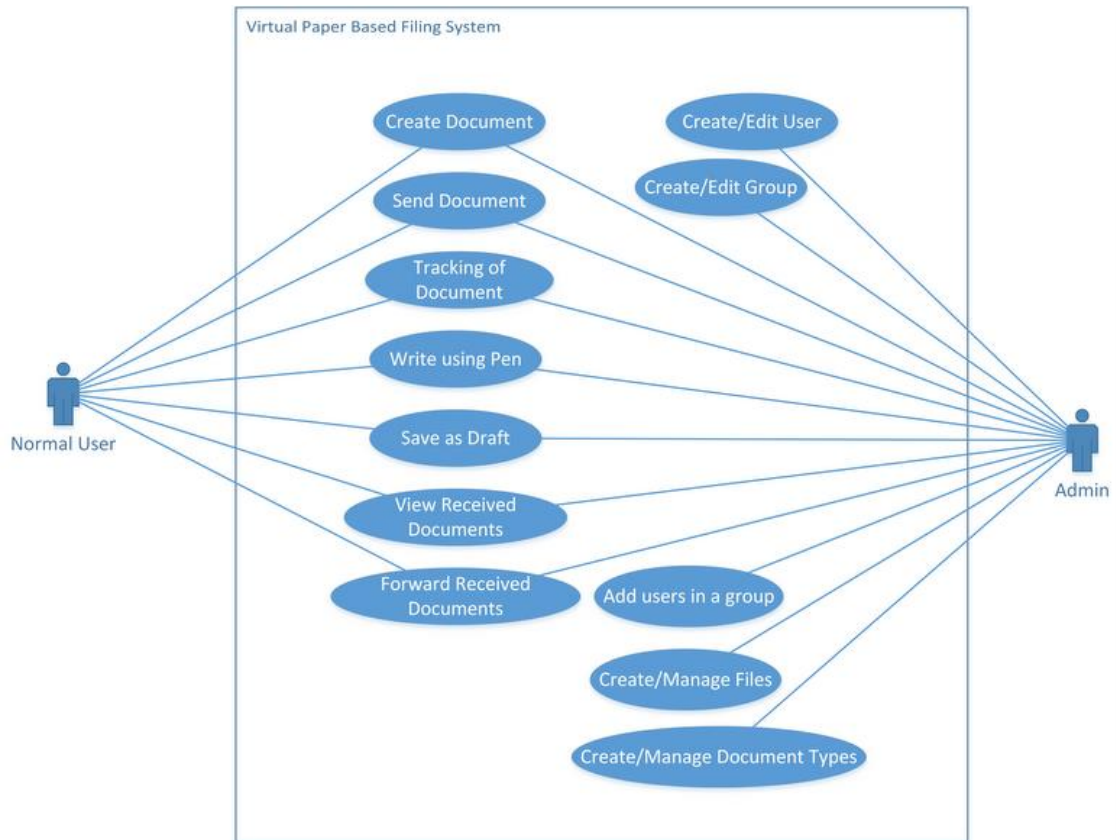 Virtual Paper Based Filing System
Create Document
Create/Edit User
Create/Edit Group
Send Document
Tracking of
Document
Write using Pen
Normal User
Save as Draft
Admin
View Received
Documents
Forward Received
Documents
Add users in a group
Create/Manage Files
Create/Manage Document Types